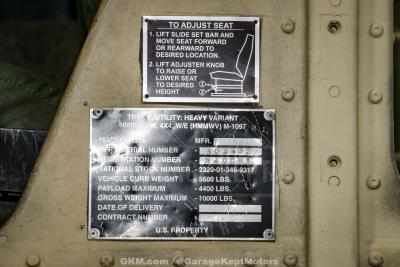 TO ADJUST SEAT
1. LIFT SLIDE SET BAR AND
MOVE SEAT FORWARD
OR REARWARD TO
DESIRED LOCATION.
2. LIFT ADJUSTER KNOB
TO RAISE OR
LOWER SEAT
TO DESIRED
HEIGHT
1
2
TRUCK, UTILITY: HEAVY VARIANT
4X4, W/E (HMMWV) M-1097
MFR.
SERIAL NUMBER
REGISTRATION NUMBER
NATIONAL STOCK NUMBER - 2320-01-346-9317
VEHICLE CURB WEIGHT - 5600 LBS.
PAYLOAD MAXIMUM - 4400 LBS.
GROSS WEIGHT MAXIMUM - 10000 LBS.
DATE OF DELIVERY
CONTRACT NUMBER
U.S. PROPERTY
GKM.com - @GarageKeptMotors